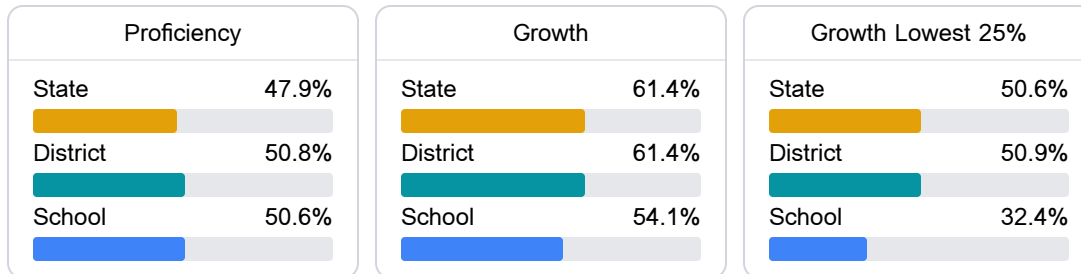 Proficiency
State 47.9%
District 50.8%
School 50.6%
Growth
State 61.4%
District 61.4%
School 54.1%
Growth Lowest 25%
State 50.6%
District 50.9%
School 32.4%